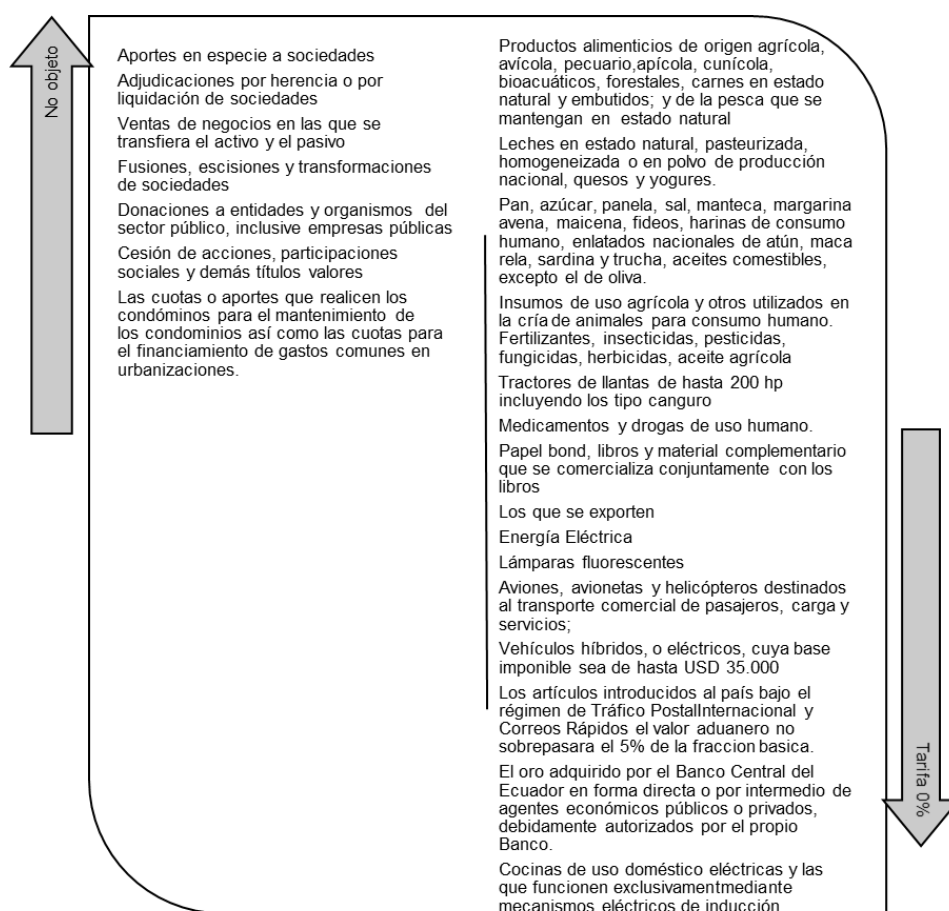 No objeto
Aportes en especie a sociedades
Adjudicaciones por herencia o por
liquidación de sociedades
Ventas de negocios en las que se
transfiera el activo y el pasivo
Fusiones, escisiones y transformaciones
de sociedades
Donaciones a entidades y organismos del
sector público, inclusive empresas públicas
Cesión de acciones, participaciones
sociales y demás títulos valores
Las cuotas o aportes que realicen los
condóminos para el mantenimiento de
los condominios así como las cuotas para
el financiamiento de gastos comunes en
urbanizaciones.
Productos alimenticios de origen agrícola,
avícola, pecuario,apícola, cunícola,
bioacuáticos, forestales, carnes en estado
natural y embutidos; y de la pesca que se
mantengan en estado natural
Leches en estado natural, pasteurizada,
homogeneizada o en polvo de producción
nacional, quesos y yogures.
Pan, azúcar, panela, sal, manteca, margarina
avena, maicena, fideos, harinas de consumo
humano, enlatados nacionales de atún, maca
rela, sardina y trucha, aceites comestibles,
excepto el de oliva.
Insumos de uso agrícola y otros utilizados en
la cría de animales para consumo humano.
Fertilizantes, insecticidas, pesticidas,
fungicidas, herbicidas, aceite agrícola
Tractores de llantas de hasta 200 hp
incluyendo los tipo canguro
Medicamentos y drogas de uso humano.
Papel bond, libros y material complementario
que se comercializa conjuntamente con los
libros
Los que se exporten
Energía Eléctrica
Lámparas fluorescentes
Aviones, avionetas y helicópteros destinados
al transporte comercial de pasajeros, carga y
servicios;
Vehículos híbridos, o eléctricos, cuya base
imponible sea de hasta USD 35.000
Los artículos introducidos al país bajo el
régimen de Tráfico PostalInternacional y
Correos Rápidos el valor aduanero no
sobrepasara el 5% de la fraccion basica.
El oro adquirido por el Banco Central del
Ecuador en forma directa o por intermedio de
agentes económicos públicos o privados,
debidamente autorizados por el propio
Banco.
Cocinas de uso doméstico eléctricas y las
que funcionen exclusivamentmediante
mecanismos eléctricos de inducción
Tarifa 0%